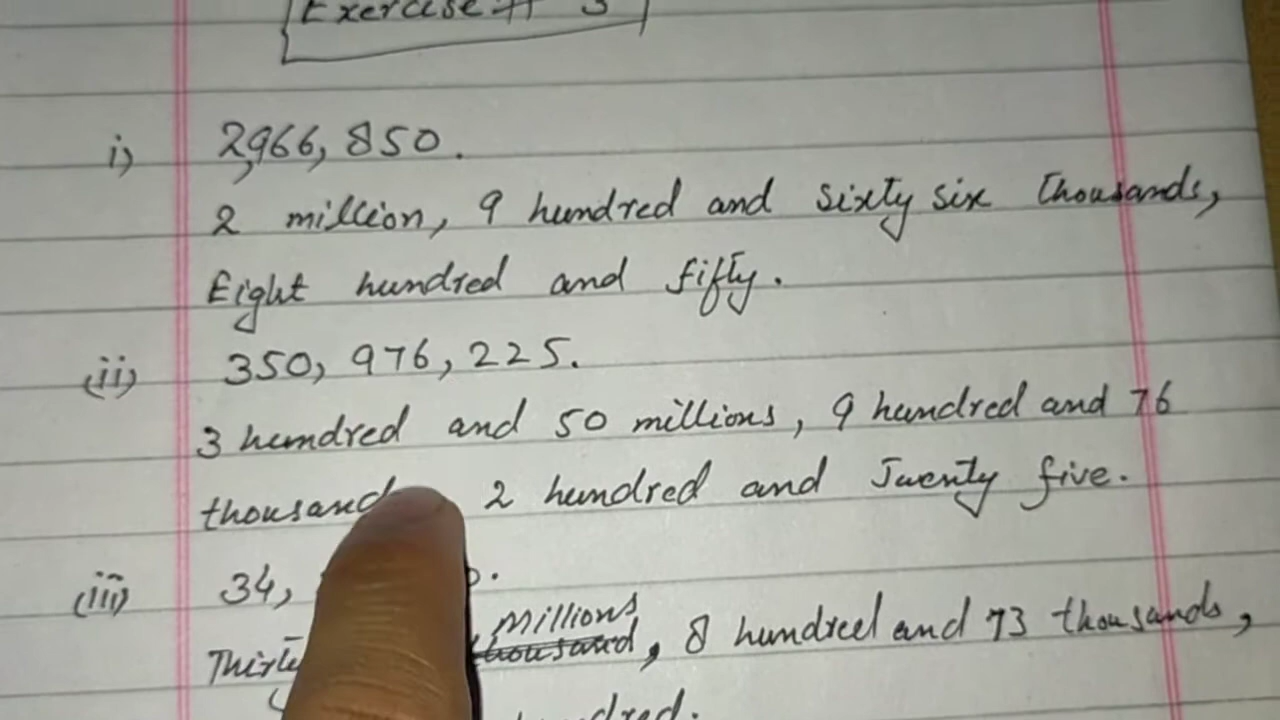 Exercise # 3
i) 2,966,850.
2 million, 9 hundred and sixty six thousands,
Eight hundred and fifty.
(ii) 350, 976, 225.
3 hundred and 50 millions, 9 hundred and 76
thousand 2 hundred and Twenty five.
(iii) 34,
millions
thousand, 8 hundred and 73 thousands,